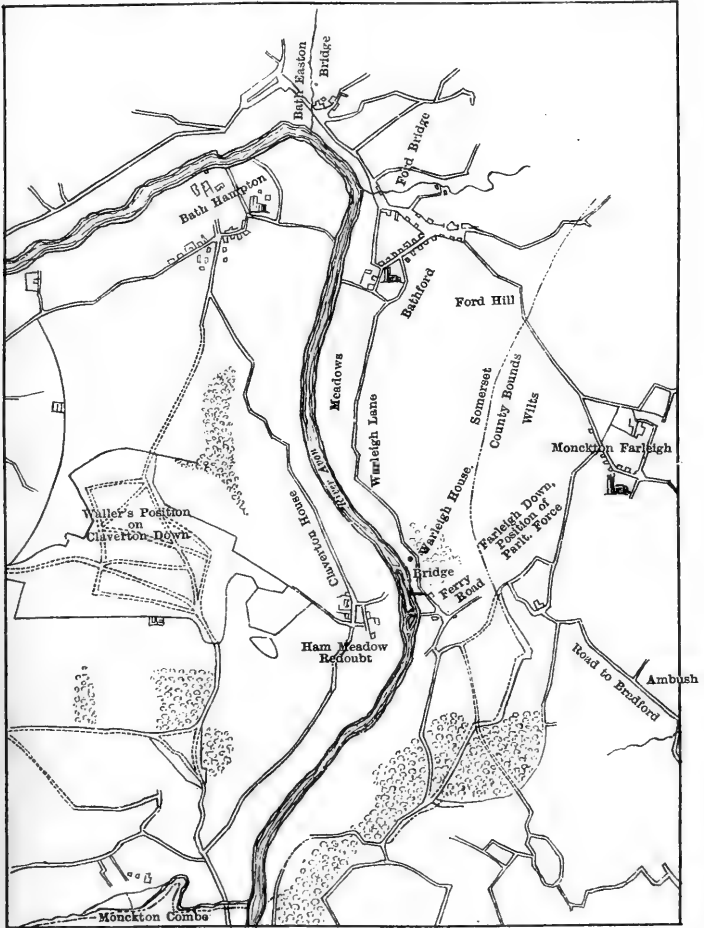 Bath Easton
Bridge
Ford Bridge
Bath Hampton
Bathford
Ford Hill
Meadows
Warleigh Lane
Somerset
County Bounds
Wilts
Monckton Farleigh
River Avon
Waller's Position
on
Claverton Down
Claverton House
Warleigh House
Farleigh Down,
Position of
Parlt. Force
Bridge
Ferry
Road
Ham Meadow
Redoubt
Road to Bradford
Ambush
Monckton Combe